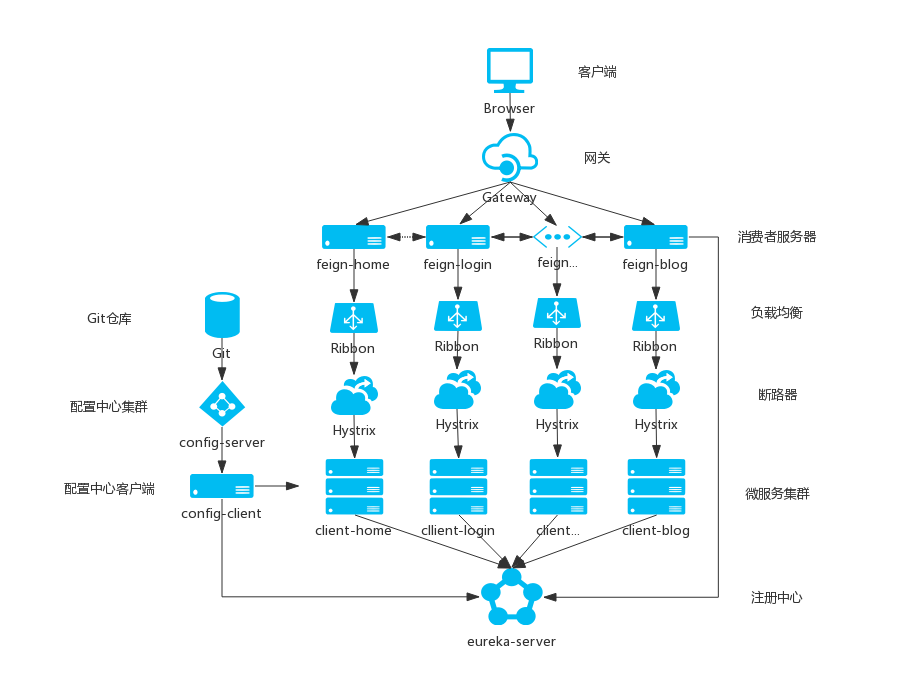 客户端
Browser
网关
Gateway
消费者服务器
feign-home
feign-login
feign...
feign-blog
Git仓库
负载均衡
Git
Ribbon
Ribbon
Ribbon
Ribbon
配置中心集群
断路器
config-server
Hystrix
Hystrix
Hystrix
Hystrix
配置中心客户端
微服务集群
config-client
client-home
cllient-login
client...
client-blog
注册中心
eureka-server